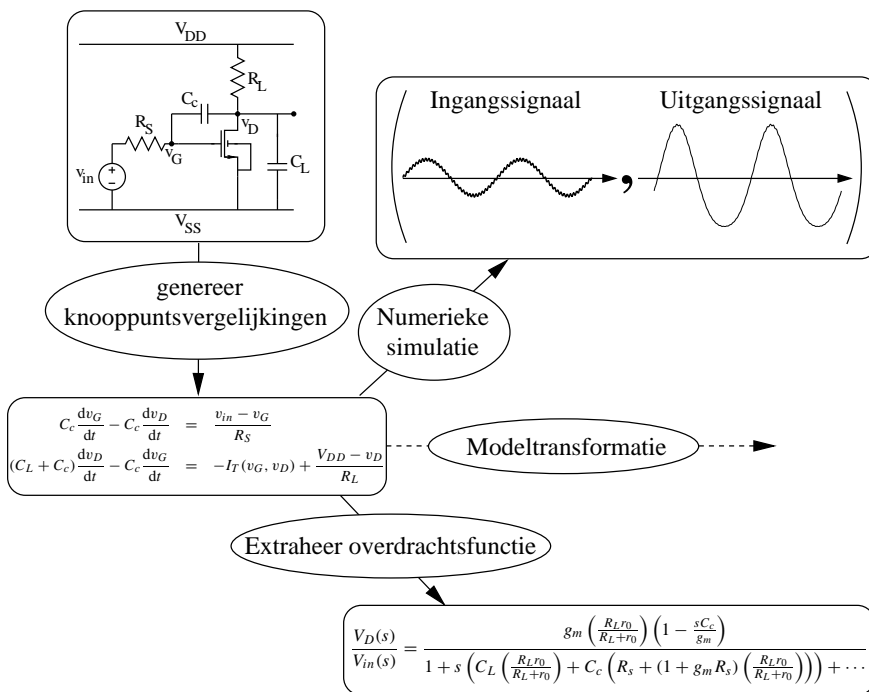 V_DD
R_L
C_c
R_S
v_D
v_G
C_L
v_in
V_SS
Ingangssignaal
Uitgangssignaal
,
genereer
knooppuntsvergelijkingen
Numerieke
simulatie
C_c dv_G/dt − C_c dv_D/dt = (v_in − v_G)/R_S
(C_L + C_c) dv_D/dt − C_c dv_G/dt = −I_T(v_G, v_D) + (V_DD − v_D)/R_L
Modeltransformatie
Extraheer overdrachtsfunctie
V_D(s)/V_in(s) = g_m (R_L r_0/(R_L+r_0)) (1 − sC_c/g_m) / (1 + s (C_L (R_L r_0/(R_L+r_0)) + C_c (R_s + (1 + g_m R_s) (R_L r_0/(R_L+r_0)))) + ⋯